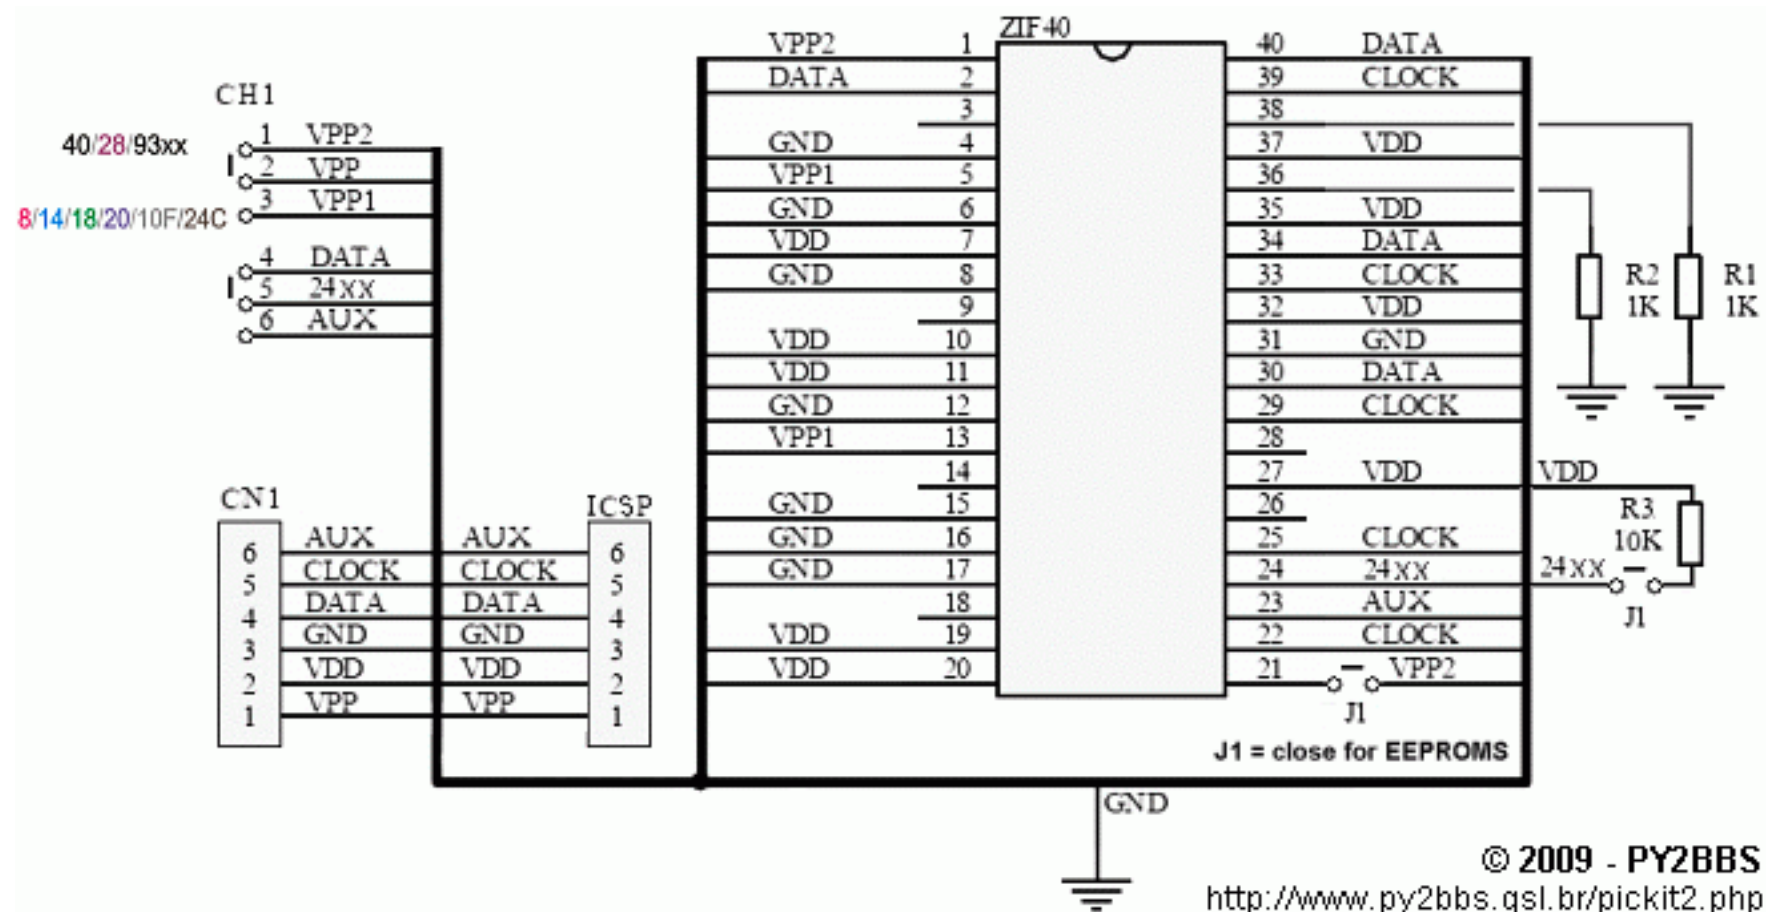 ZIF40
VPP2 1 40 DATA
DATA 2 39 CLOCK
3 38
GND 4 37 VDD
VPP1 5 36
GND 6 35 VDD
VDD 7 34 DATA
GND 8 33 CLOCK
9 32 VDD
VDD 10 31 GND
VDD 11 30 DATA
GND 12 29 CLOCK
VPP1 13 28
14 27 VDD VDD
GND 15 26
GND 16 25 CLOCK
GND 17 24 24XX 24XX
18 23 AUX
VDD 19 22 CLOCK
VDD 20 21 VPP2
J1
J1 = close for EEPROMS
CH1
40/28/93xx 1 VPP2
2 VPP
8/14/18/20/10F/24C 3 VPP1
4 DATA
5 24XX
6 AUX
R2 1K
R1 1K
R3 10K
J1
CN1 ICSP
6 AUX AUX 6
5 CLOCK CLOCK 5
4 DATA DATA 4
3 GND GND 3
2 VDD VDD 2
1 VPP VPP 1
GND
© 2009 - PY2BBS
http://www.py2bbs.qsl.br/pickit2.php